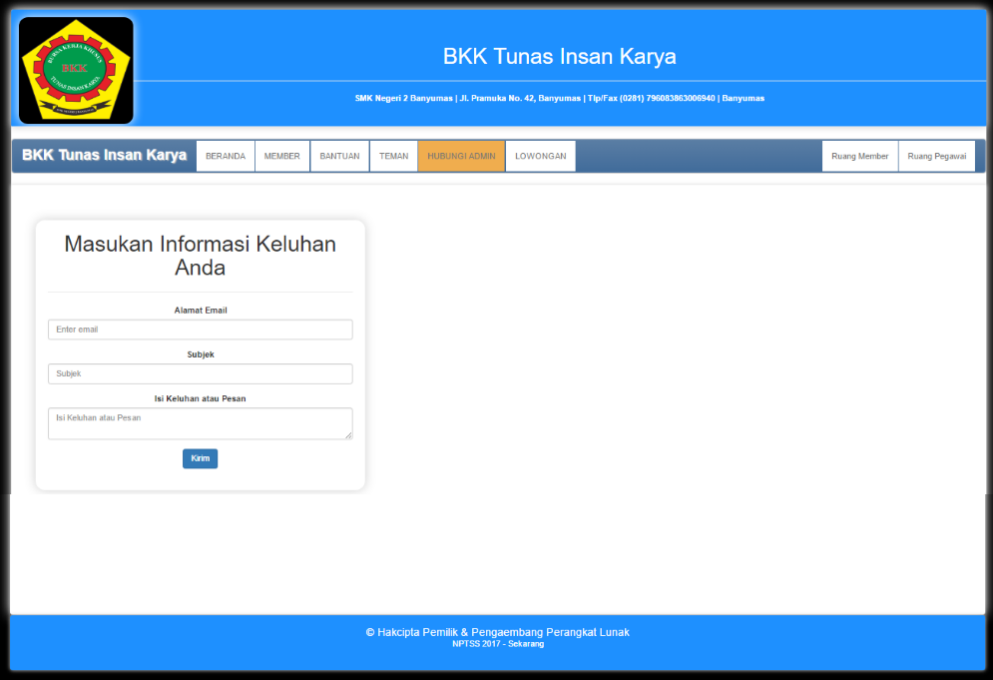 BURSA KERJA KHUSUS
BKK
TUNAS INSAN KARYA
BKK Tunas Insan Karya
SMK Negeri 2 Banyumas | Jl. Pramuka No. 42, Banyumas | Tlp/Fax (0281) 796083863006940 | Banyumas
BKK Tunas Insan Karya BERANDA MEMBER BANTUAN TEMAN HUBUNGI ADMIN LOWONGAN Ruang Member Ruang Pegawai
Masukan Informasi Keluhan
Anda
Alamat Email
Enter email
Subjek
Subjek
Isi Keluhan atau Pesan
Isi Keluhan atau Pesan
Kirim
© Hakcipta Pemilik & Pengaembang Perangkat Lunak
NPTSS 2017 - Sekarang